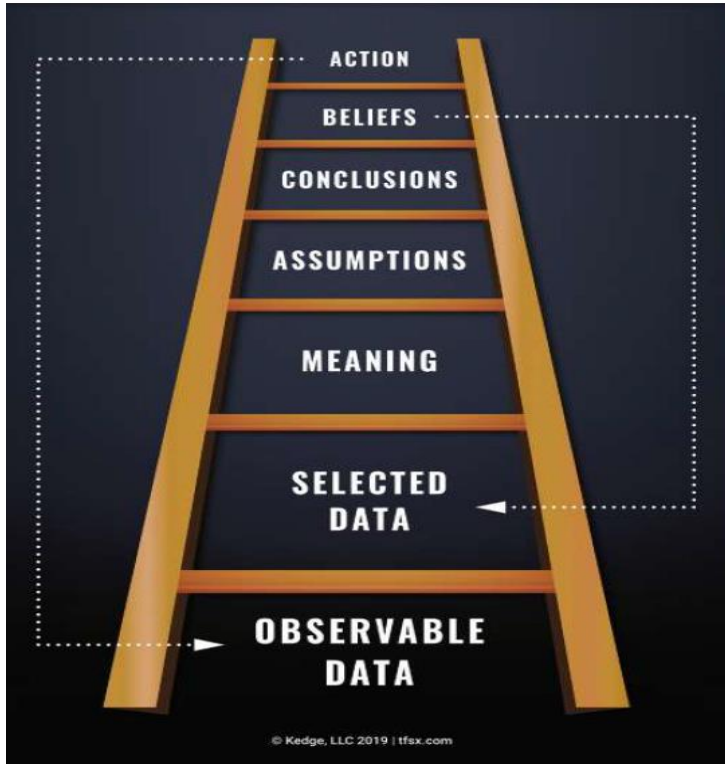 ACTION
BELIEFS
CONCLUSIONS
ASSUMPTIONS
MEANING
SELECTED
DATA
OBSERVABLE
DATA
© Kedge, LLC 2019 | tfsx.com